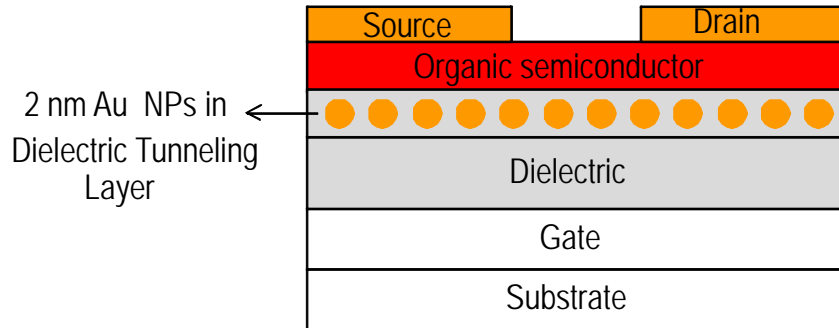 Source
Drain
Organic semiconductor
2 nm Au NPs in
Dielectric Tunneling
Layer
Dielectric
Gate
Substrate